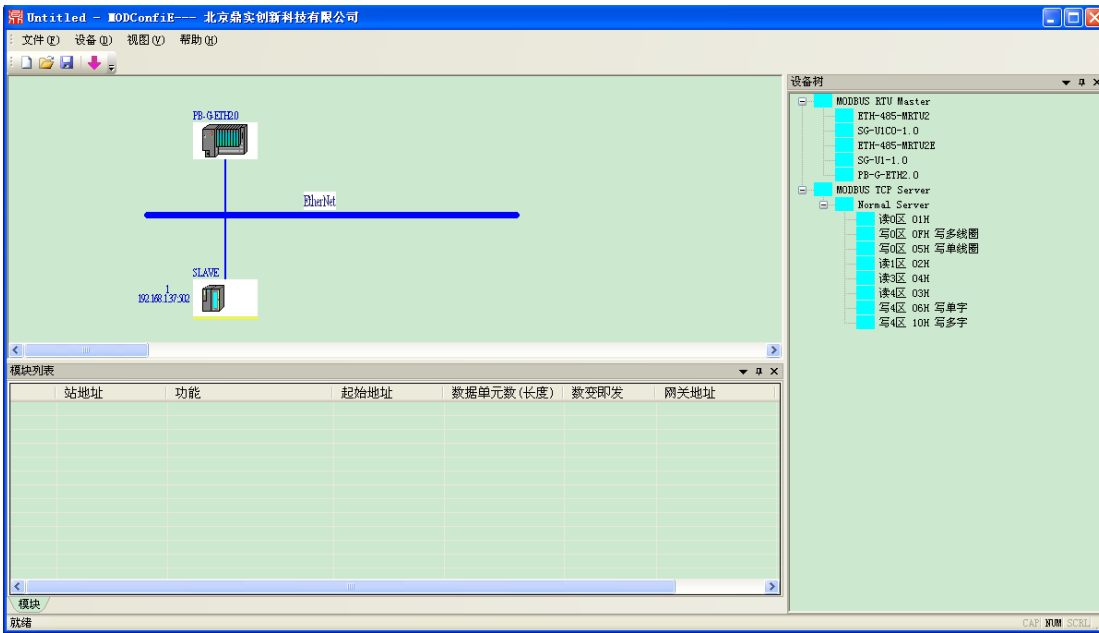 Untitled - MODConfiE--- 北京鼎实创新科技有限公司
文件(F) 设备(D) 视图(V) 帮助(H)
PB-G-ETH2.0
EtherNet
SLAVE
1
192.168.1.37:502
设备树
MODBUS RTU Master
ETH-485-MRTU2
SG-U1CO-1.0
ETH-485-MRTU2E
SG-U1-1.0
PB-G-ETH2.0
MODBUS TCP Server
Normal Server
读0区 01H
写0区 0FH 写多线圈
写0区 05H 写单线圈
读1区 02H
读3区 04H
读4区 03H
写4区 06H 写单字
写4区 10H 写多字
模块列表
站地址 功能 起始地址 数据单元数(长度) 数变即发 网关地址
模块
就绪 CAP NUM SCRL